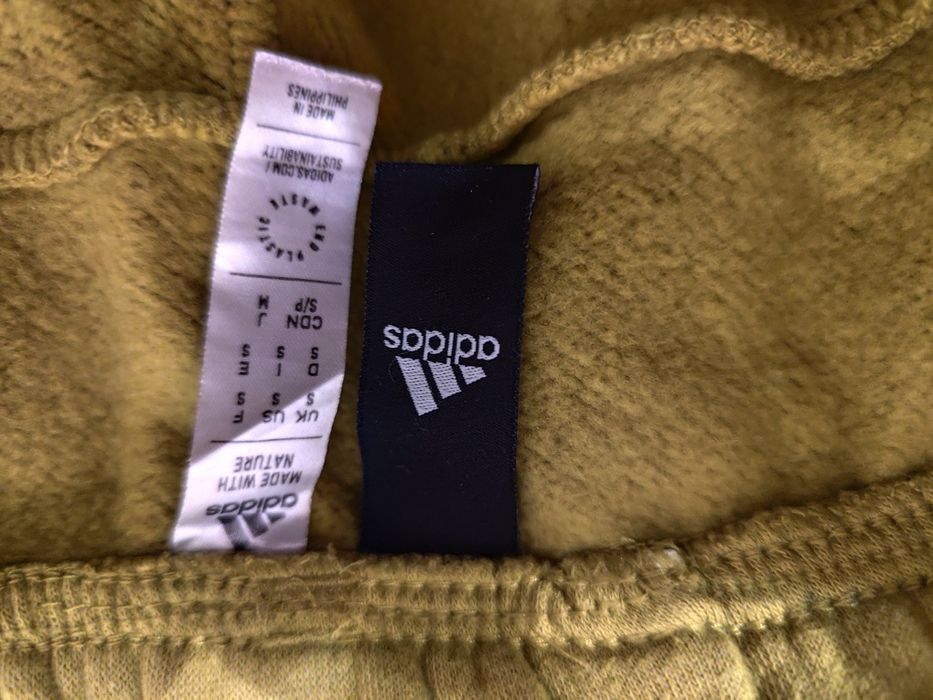 adidas
MADE WITH
NATURE
UK US F
S S S
D I E
S S S
CDN J
S/P M
END PLASTIC WASTE
ADIDAS.COM/
SUSTAINABILITY
MADE IN
PHILIPPINES
adidas